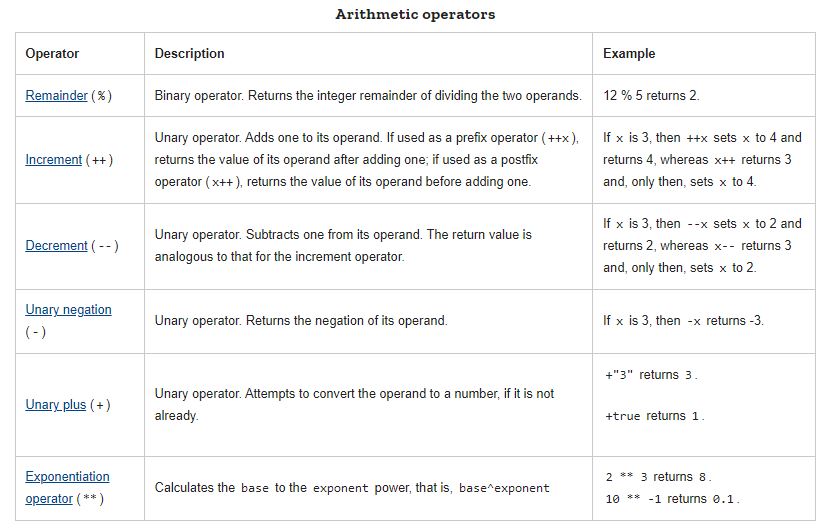 Arithmetic operators
Operator Description Example
Remainder (%) Binary operator. Returns the integer remainder of dividing the two operands. 12 % 5 returns 2.
Increment (++)
Unary operator. Adds one to its operand. If used as a prefix operator (++x),
returns the value of its operand after adding one; if used as a postfix
operator (x++), returns the value of its operand before adding one.
If x is 3, then ++x sets x to 4 and
returns 4, whereas x++ returns 3
and, only then, sets x to 4.
Decrement (--)
Unary operator. Subtracts one from its operand. The return value is
analogous to that for the increment operator.
If x is 3, then --x sets x to 2 and
returns 2, whereas x-- returns 3
and, only then, sets x to 2.
Unary negation
(-)
Unary operator. Returns the negation of its operand.
If x is 3, then -x returns -3.
Unary plus (+)
Unary operator. Attempts to convert the operand to a number, if it is not
already.
+"3" returns 3.
+true returns 1.
Exponentiation
operator (**)
Calculates the base to the exponent power, that is, base^exponent
2 ** 3 returns 8.
10 ** -1 returns 0.1.